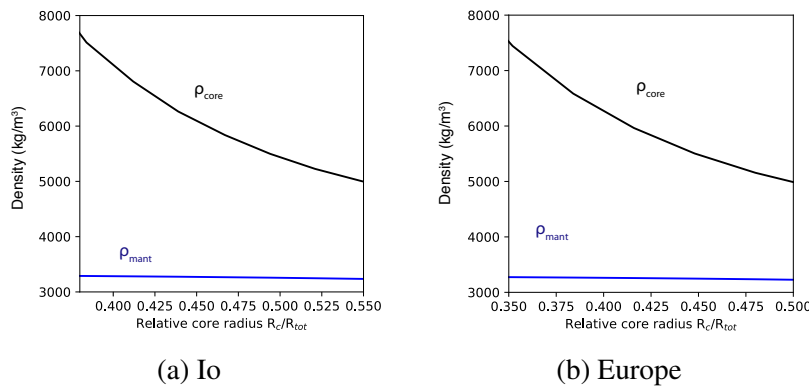 8000
7000
6000
5000
4000
3000
Density (kg/m³)
ρcore
ρmant
0.400 0.425 0.450 0.475 0.500 0.525 0.550
Relative core radius Rc/Rtot
(a) Io
8000
7000
6000
5000
4000
3000
Density (kg/m³)
ρcore
ρmant
0.350 0.375 0.400 0.425 0.450 0.475 0.500
Relative core radius Rc/Rtot
(b) Europe